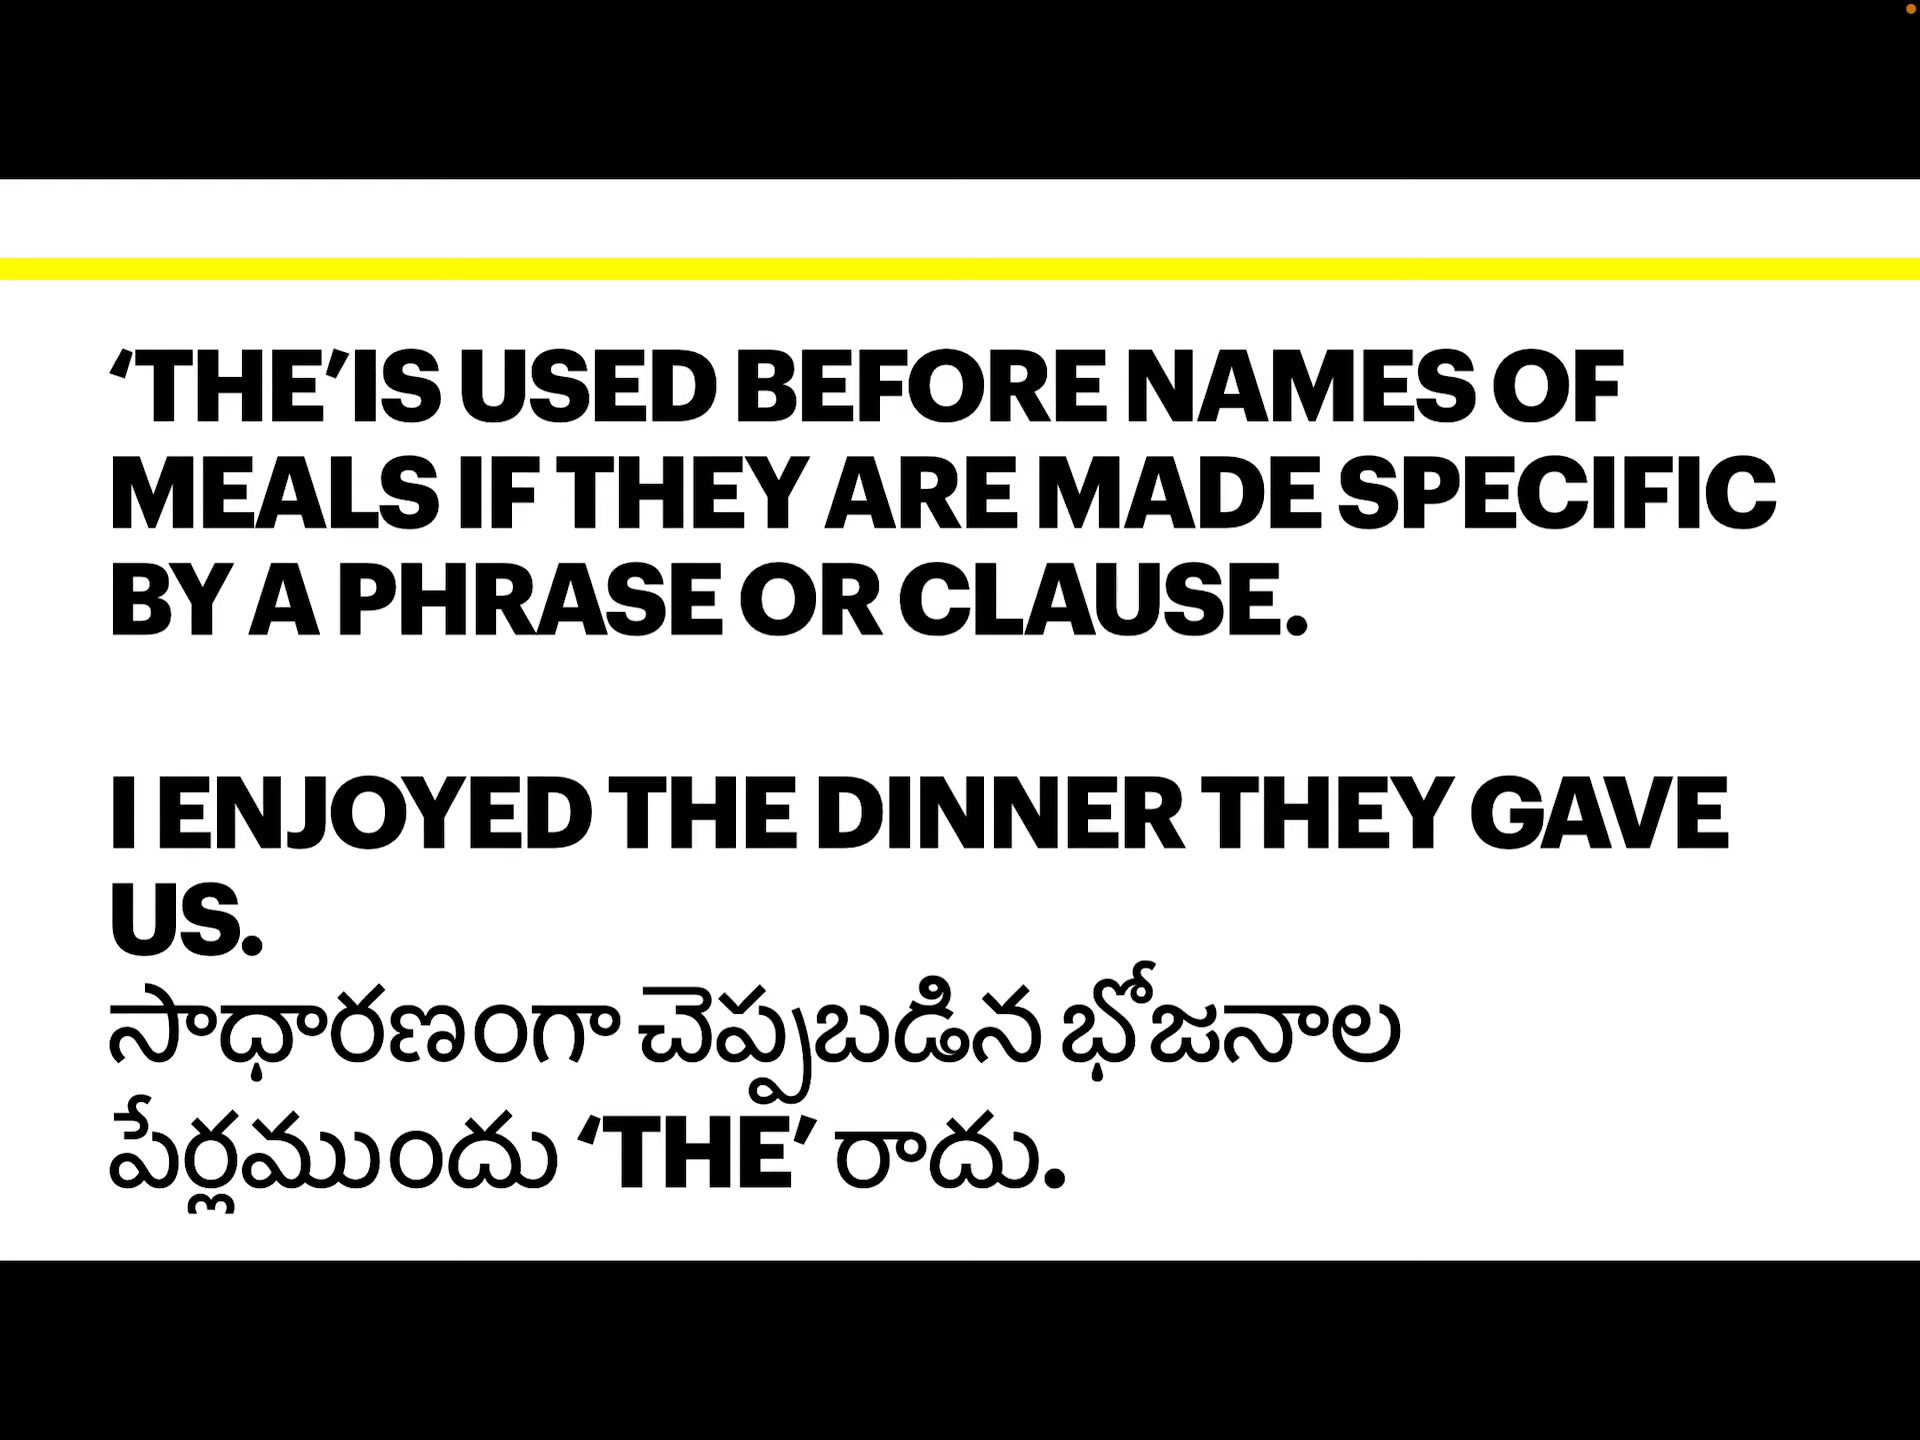 ‘THE’IS USED BEFORE NAMES OF
MEALS IF THEY ARE MADE SPECIFIC
BY A PHRASE OR CLAUSE.
I ENJOYED THE DINNER THEY GAVE
US.
సాధారణంగా చెప్పబడిన భోజనాల
పేర్లముందు ‘THE’ రాదు.